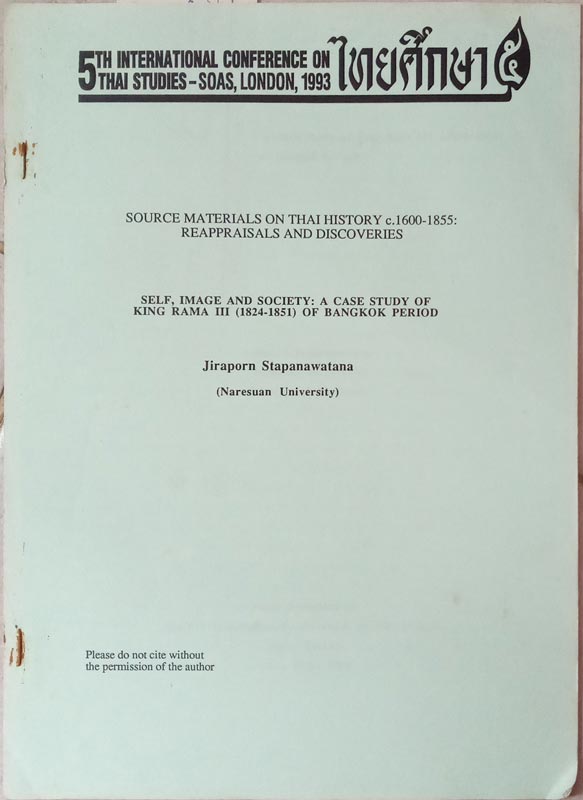 5TH INTERNATIONAL CONFERENCE ON
THAI STUDIES – SOAS, LONDON, 1993
ไทยศึกษา ๕
SOURCE MATERIALS ON THAI HISTORY c.1600-1855:
REAPPRAISALS AND DISCOVERIES
SELF, IMAGE AND SOCIETY: A CASE STUDY OF
KING RAMA III (1824-1851) OF BANGKOK PERIOD
Jiraporn Stapanawatana
(Naresuan University)
Please do not cite without
the permission of the author